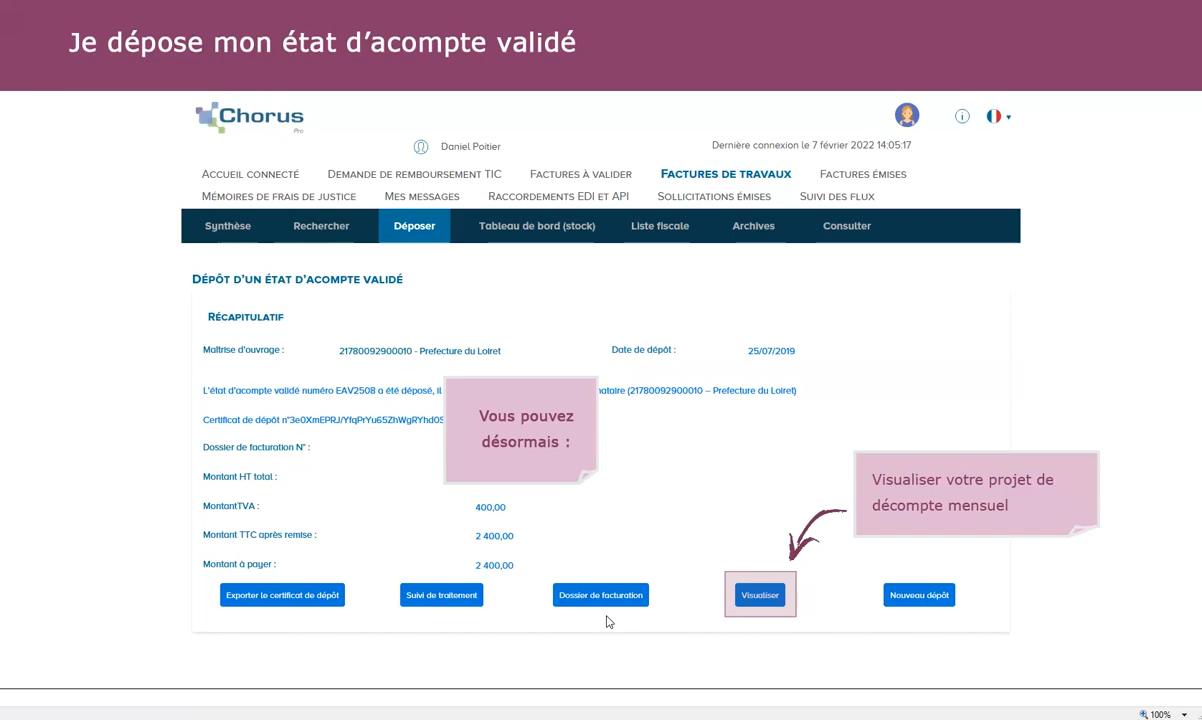 Je dépose mon état d’acompte validé
Chorus
Pro
Daniel Poitier
Dernière connexion le 7 février 2022 14:05:17
ACCUEIL CONNECTÉ DEMANDE DE REMBOURSEMENT TIC FACTURES À VALIDER FACTURES DE TRAVAUX FACTURES ÉMISES
MÉMOIRES DE FRAIS DE JUSTICE MES MESSAGES RACCORDEMENTS EDI ET API SOLLICITATIONS ÉMISES SUIVI DES FLUX
Synthèse Rechercher Déposer Tableau de bord (stock) Liste fiscale Archives Consulter
DÉPÔT D'UN ÉTAT D'ACOMPTE VALIDÉ
RÉCAPITULATIF
Maîtrise d'ouvrage : 21780092900010 - Prefecture du Loiret Date de dépôt : 25/07/2019
L'état d'acompte validé numéro EAV2508 a été déposé, il nataire (21780092900010 – Prefecture du Loiret)
Certificat de dépôt n°3e0XmEPRJ/YfqPrYu65ZhWgRYhd0S
Vous pouvez
désormais :
Dossier de facturation N° :
Montant HT total :
Visualiser votre projet de
décompte mensuel
MontantTVA : 400,00
Montant TTC après remise : 2 400,00
Montant à payer : 2 400,00
Exporter le certificat de dépôt Suivi de traitement Dossier de facturation Visualiser Nouveau dépôt
100%